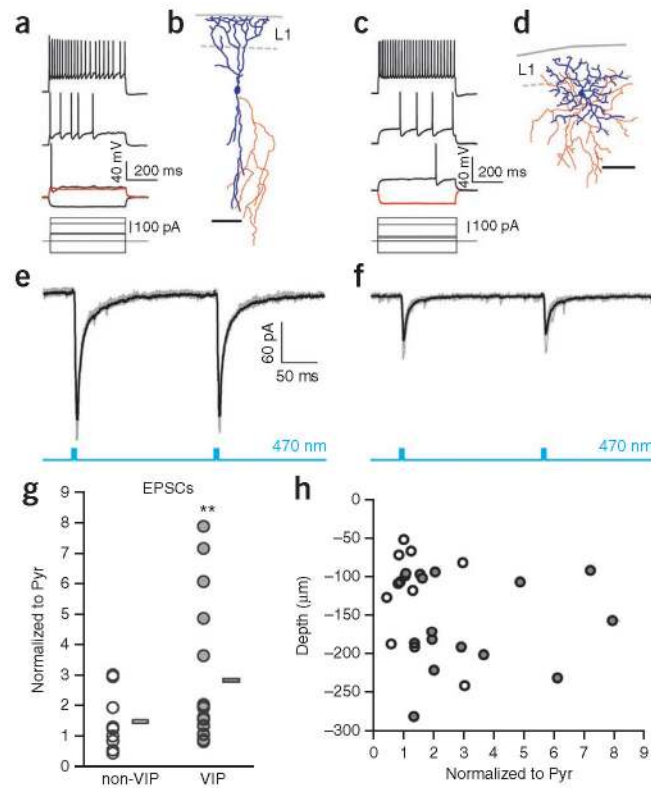 a
b
L1
40 mV
200 ms
100 pA
c
d
L1
40 mV
200 ms
100 pA
e
f
60 pA
50 ms
470 nm
470 nm
g
EPSCs
**
9
8
7
6
5
4
3
2
1
0
Normalized to Pyr
non-VIP
VIP
h
0
−50
−100
−150
−200
−250
−300
Depth (µm)
0 1 2 3 4 5 6 7 8 9
Normalized to Pyr